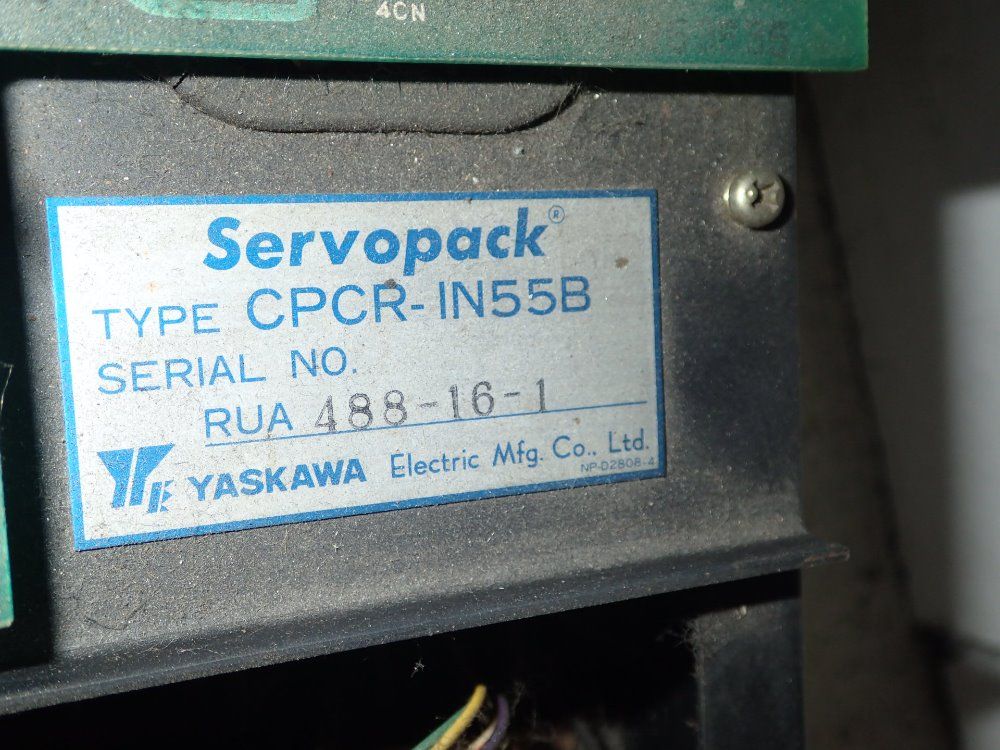 4CN
Servopack®
TYPE CPCR-IN55B
SERIAL NO.
RUA 488-16-1
YE YASKAWA Electric Mfg. Co., Ltd.
NP-D2808-4